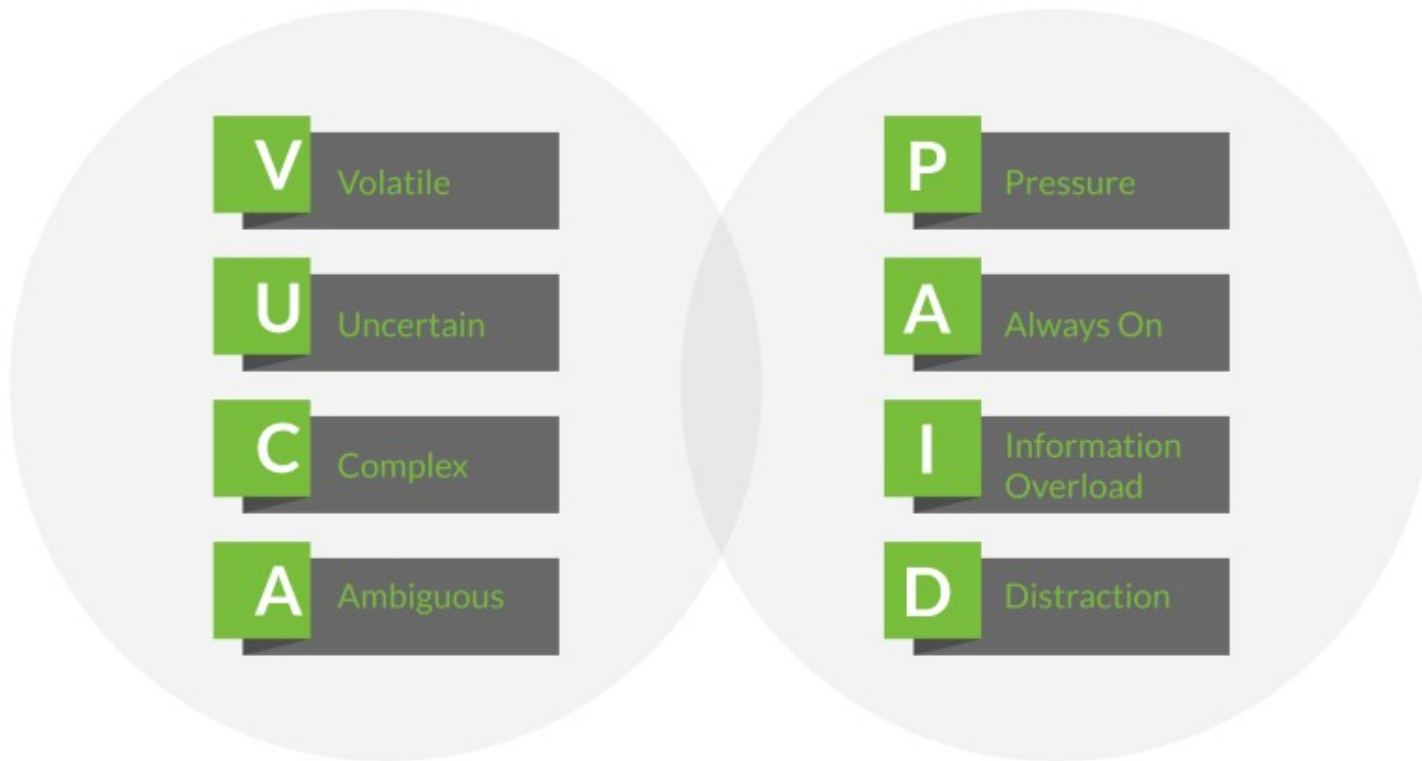 V Volatile
U Uncertain
C Complex
A Ambiguous
P Pressure
A Always On
I Information
Overload
D Distraction